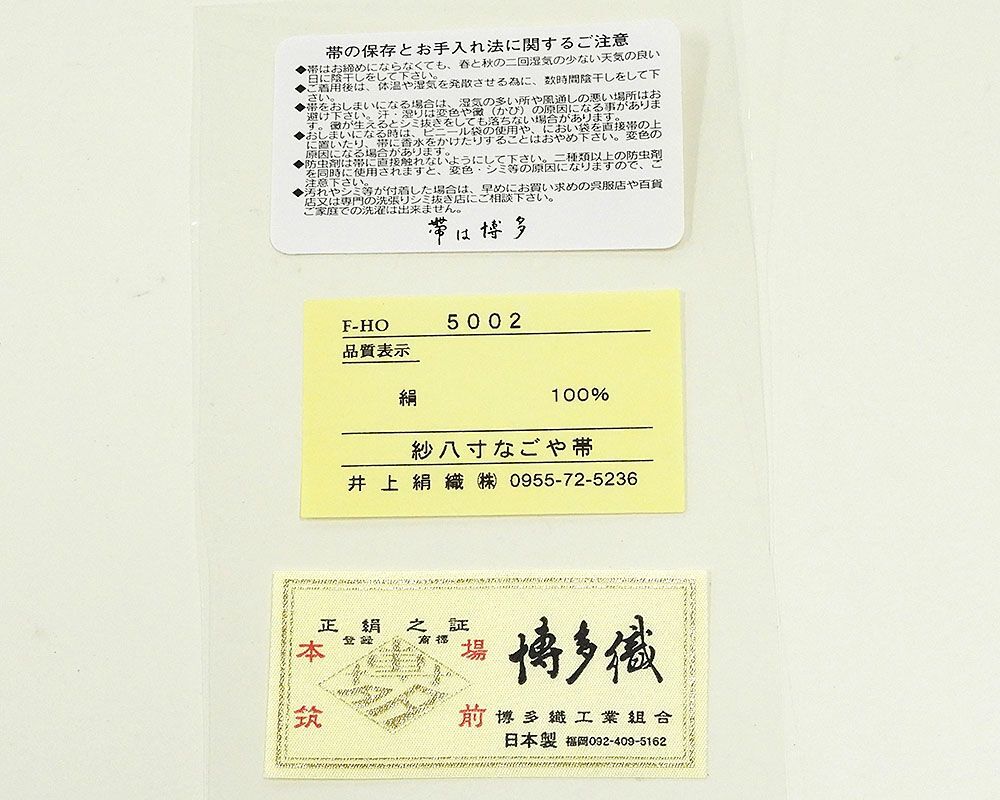 帯の保存とお手入れ法に関するご注意
◆帯はお締めにならなくても、春と秋の二回湿気の少ない天気の良い
日に陰干しをして下さい。
◆ご着用後は、体温や湿気を発散させる為に、数時間陰干しをして下
さい。
◆帯をおしまいになる場合は、湿気の多い所や風通しの悪い場所はお
避け下さい。汗・湿りは変色や黴（かび）の原因になる事がありま
す。黴が生えるとシミ抜きをしても落ちない場合があります。
◆おしまいになる時は、ビニール袋の使用や、におい袋を直接帯の上
に置いたり、帯に香水をかけたりすることはおやめ下さい。変色の
原因になる場合があります。
◆防虫剤は帯に直接触れないようにして下さい。二種類以上の防虫剤
を同時に使用されますと、変色・シミ等の原因になりますので、ご
注意下さい。
◆汚れやシミ等が付着した場合は、早めにお買い求めの呉服店や百貨
店又は専門の洗張りシミ抜き店にご相談下さい。
ご家庭での洗濯は出来ません。
帯は博多
F-HO 5002
品質表示
絹 100%
紗八寸なごや帯
井上絹織㈱ 0955-72-5236
正絹之証
登録 商標
本場
筑前
博多織
博多織工業組合
日本製 福岡092-409-5162